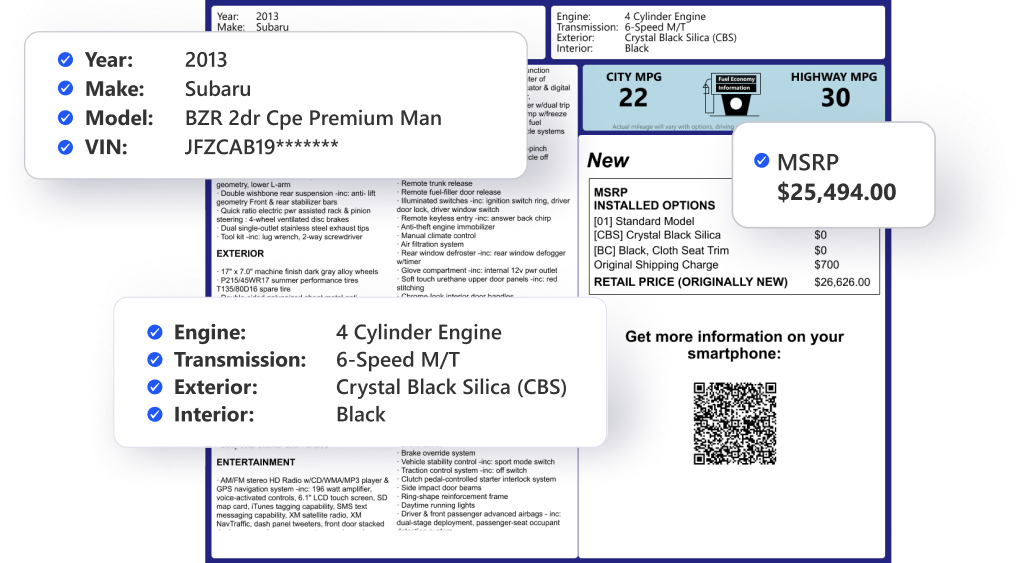 Year: 2013
Make: Subaru
Engine: 4 Cylinder Engine
Transmission: 6-Speed M/T
Exterior: Crystal Black Silica (CBS)
Interior: Black
Year: 2013
Make: Subaru
Model: BZR 2dr Cpe Premium Man
VIN: JFZCAB19*******
CITY MPG
22
Fuel Economy
Information
HIGHWAY MPG
30
Actual mileage will vary with options, driving
MSRP
$25,494.00
New
MSRP
INSTALLED OPTIONS
[01] Standard Model
[CBS] Crystal Black Silica $0
[BC] Black, Cloth Seat Trim $0
Original Shipping Charge $700
RETAIL PRICE (ORIGINALLY NEW) $26,626.00
Get more information on your
smartphone:
geometry, lower L-arm
· Double wishbone rear suspension -inc: anti- lift
geometry Front & rear stabilizer bars
· Quick ratio electric pwr assisted rack & pinion
steering : 4-wheel ventilated disc brakes
· Dual single-outlet stainless steel exhaust tips
· Tool kit -inc: lug wrench, 2-way screwdriver
EXTERIOR
· 17" x 7.0" machine finish dark gray alloy wheels
· P215/45WR17 summer performance tires
T135/80D16 spare tire
w/dual trip
w/freeze
fuel
systems
-pinch
off
· Remote trunk release
· Remote fuel-filler door release
· Illuminated switches -inc: ignition switch ring, driver
door lock, driver window switch
· Remote keyless entry -inc: answer back chirp
· Anti-theft engine immobilizer
· Manual climate control
· Air filtration system
· Rear window defroster -inc: rear window defogger
w/timer
· Glove compartment -inc: internal 12v pwr outlet
· Soft touch urethane upper door panels -inc: red
stitching
· Chrome-look interior door handles
Engine: 4 Cylinder Engine
Transmission: 6-Speed M/T
Exterior: Crystal Black Silica (CBS)
Interior: Black
ENTERTAINMENT
· AM/FM stereo HD Radio w/CD/WMA/MP3 player &
GPS navigation system -inc: 196 watt amplifier,
voice-activated controls, 6.1" LCD touch screen, SD
map card, iTunes tagging capability, SMS text
messaging capability, XM satellite radio, XM
NavTraffic, dash panel tweeters, front door stacked
· Brake override system
· Vehicle stability control -inc: sport mode switch
· Traction control system -inc: off switch
· Clutch pedal-controlled starter interlock system
· Side impact door beams
· Ring-shape reinforcement frame
· Daytime running lights
· Driver & front passenger advanced airbags - inc:
dual-stage deployment, passenger-seat occupant